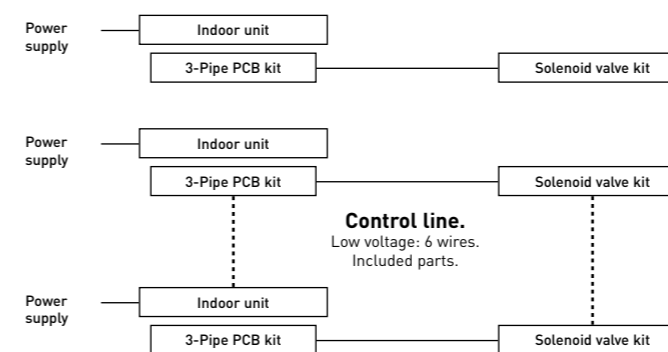 Power
supply
Indoor unit
3-Pipe PCB kit
Solenoid valve kit
Power
supply
Indoor unit
3-Pipe PCB kit
Solenoid valve kit
Control line.
Low voltage: 6 wires.
Included parts.
Power
supply
Indoor unit
3-Pipe PCB kit
Solenoid valve kit